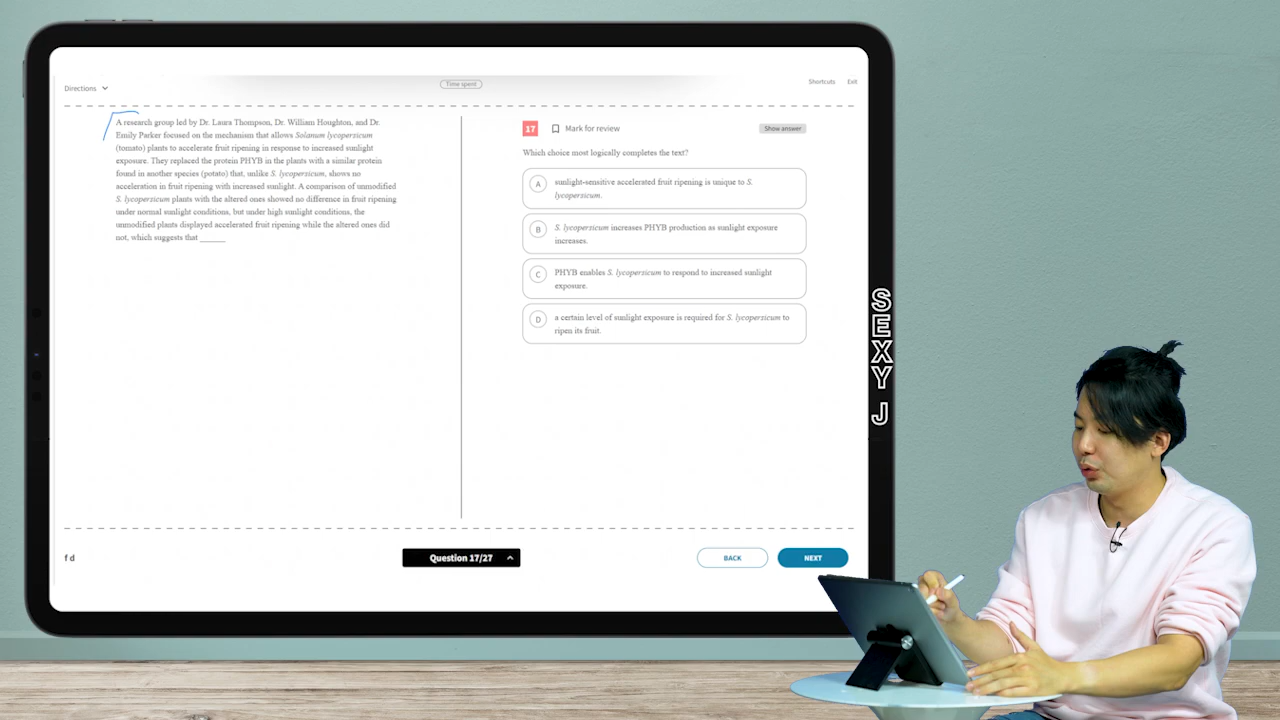 Directions
Time spent
Shortcuts Exit
A research group led by Dr. Laura Thompson, Dr. William Houghton, and Dr.
Emily Parker focused on the mechanism that allows Solanum lycopersicum
(tomato) plants to accelerate fruit ripening in response to increased sunlight
exposure. They replaced the protein PHYB in the plants with a similar protein
found in another species (potato) that, unlike S. lycopersicum, shows no
acceleration in fruit ripening with increased sunlight. A comparison of unmodified
S. lycopersicum plants with the altered ones showed no difference in fruit ripening
under normal sunlight conditions, but under high sunlight conditions, the
unmodified plants displayed accelerated fruit ripening while the altered ones did
not, which suggests that ______
17 Mark for review Show answer
Which choice most logically completes the text?
A sunlight-sensitive accelerated fruit ripening is unique to S.
lycopersicum.
B S. lycopersicum increases PHYB production as sunlight exposure
increases.
C PHYB enables S. lycopersicum to respond to increased sunlight
exposure.
D a certain level of sunlight exposure is required for S. lycopersicum to
ripen its fruit.
f d
Question 17/27
BACK NEXT
SEXY J